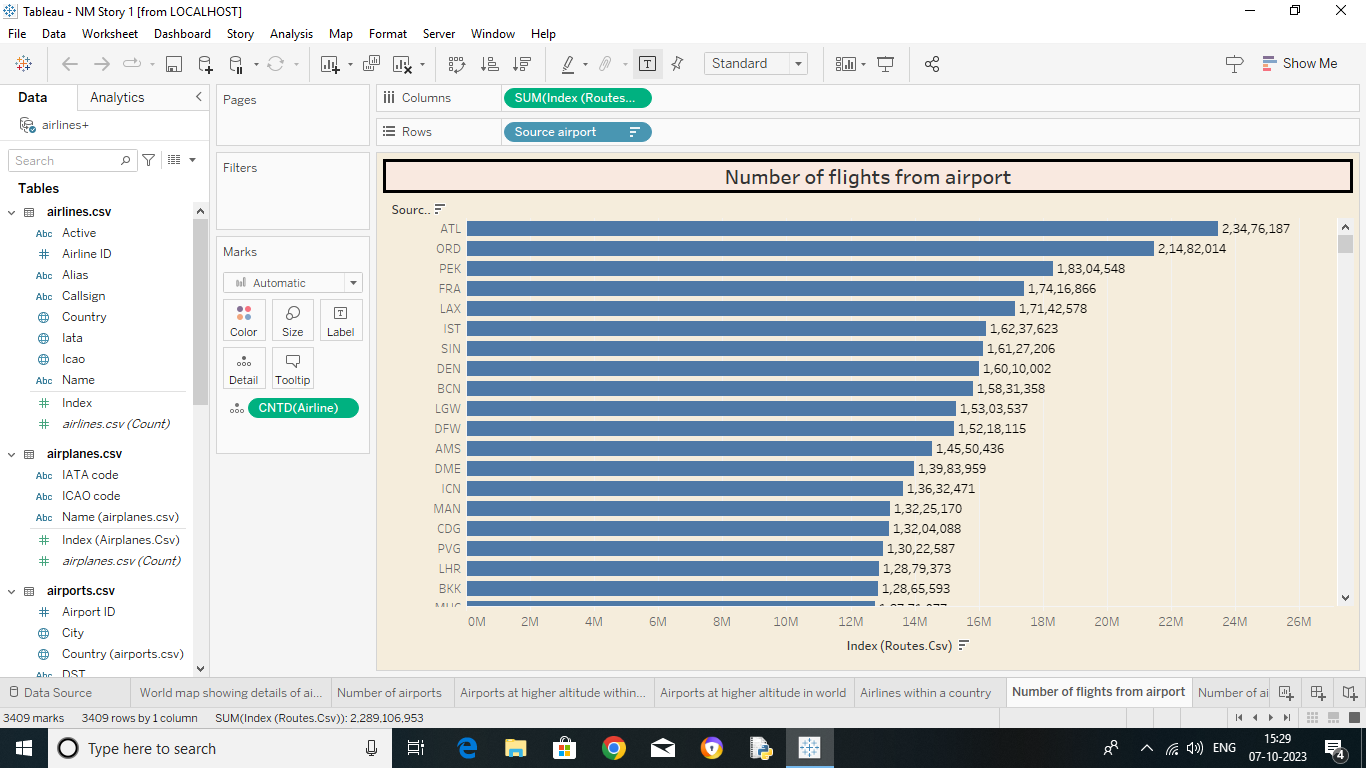 Tableau - NM Story 1 [from LOCALHOST]
File Data Worksheet Dashboard Story Analysis Map Format Server Window Help
Standard
Show Me
Data Analytics
airlines+
Search
Tables
airlines.csv
Abc Active
# Airline ID
Abc Alias
Abc Callsign
Country
Iata
Icao
Abc Name
# Index
# airlines.csv (Count)
airplanes.csv
Abc IATA code
Abc ICAO code
Abc Name (airplanes.csv)
# Index (Airplanes.Csv)
# airplanes.csv (Count)
airports.csv
# Airport ID
City
Country (airports.csv)
Abc DST
Pages
Filters
Marks
Automatic
Color Size Label
Detail Tooltip
CNTD(Airline)
Columns SUM(Index (Routes...
Rows Source airport
Number of flights from airport
Sourc..
ATL 2,34,76,187
ORD 2,14,82,014
PEK 1,83,04,548
FRA 1,74,16,866
LAX 1,71,42,578
IST 1,62,37,623
SIN 1,61,27,206
DEN 1,60,10,002
BCN 1,58,31,358
LGW 1,53,03,537
DFW 1,52,18,115
AMS 1,45,50,436
DME 1,39,83,959
ICN 1,36,32,471
MAN 1,32,25,170
CDG 1,32,04,088
PVG 1,30,22,587
LHR 1,28,79,373
BKK 1,28,65,593
0M 2M 4M 6M 8M 10M 12M 14M 16M 18M 20M 22M 24M 26M
Index (Routes.Csv)
Data Source World map showing details of ai... Number of airports Airports at higher altitude within... Airports at higher altitude in world Airlines within a country Number of flights from airport Number of ai
3409 marks 3409 rows by 1 column SUM(Index (Routes.Csv)): 2,289,106,953
Type here to search
ENG
15:29
07-10-2023
4